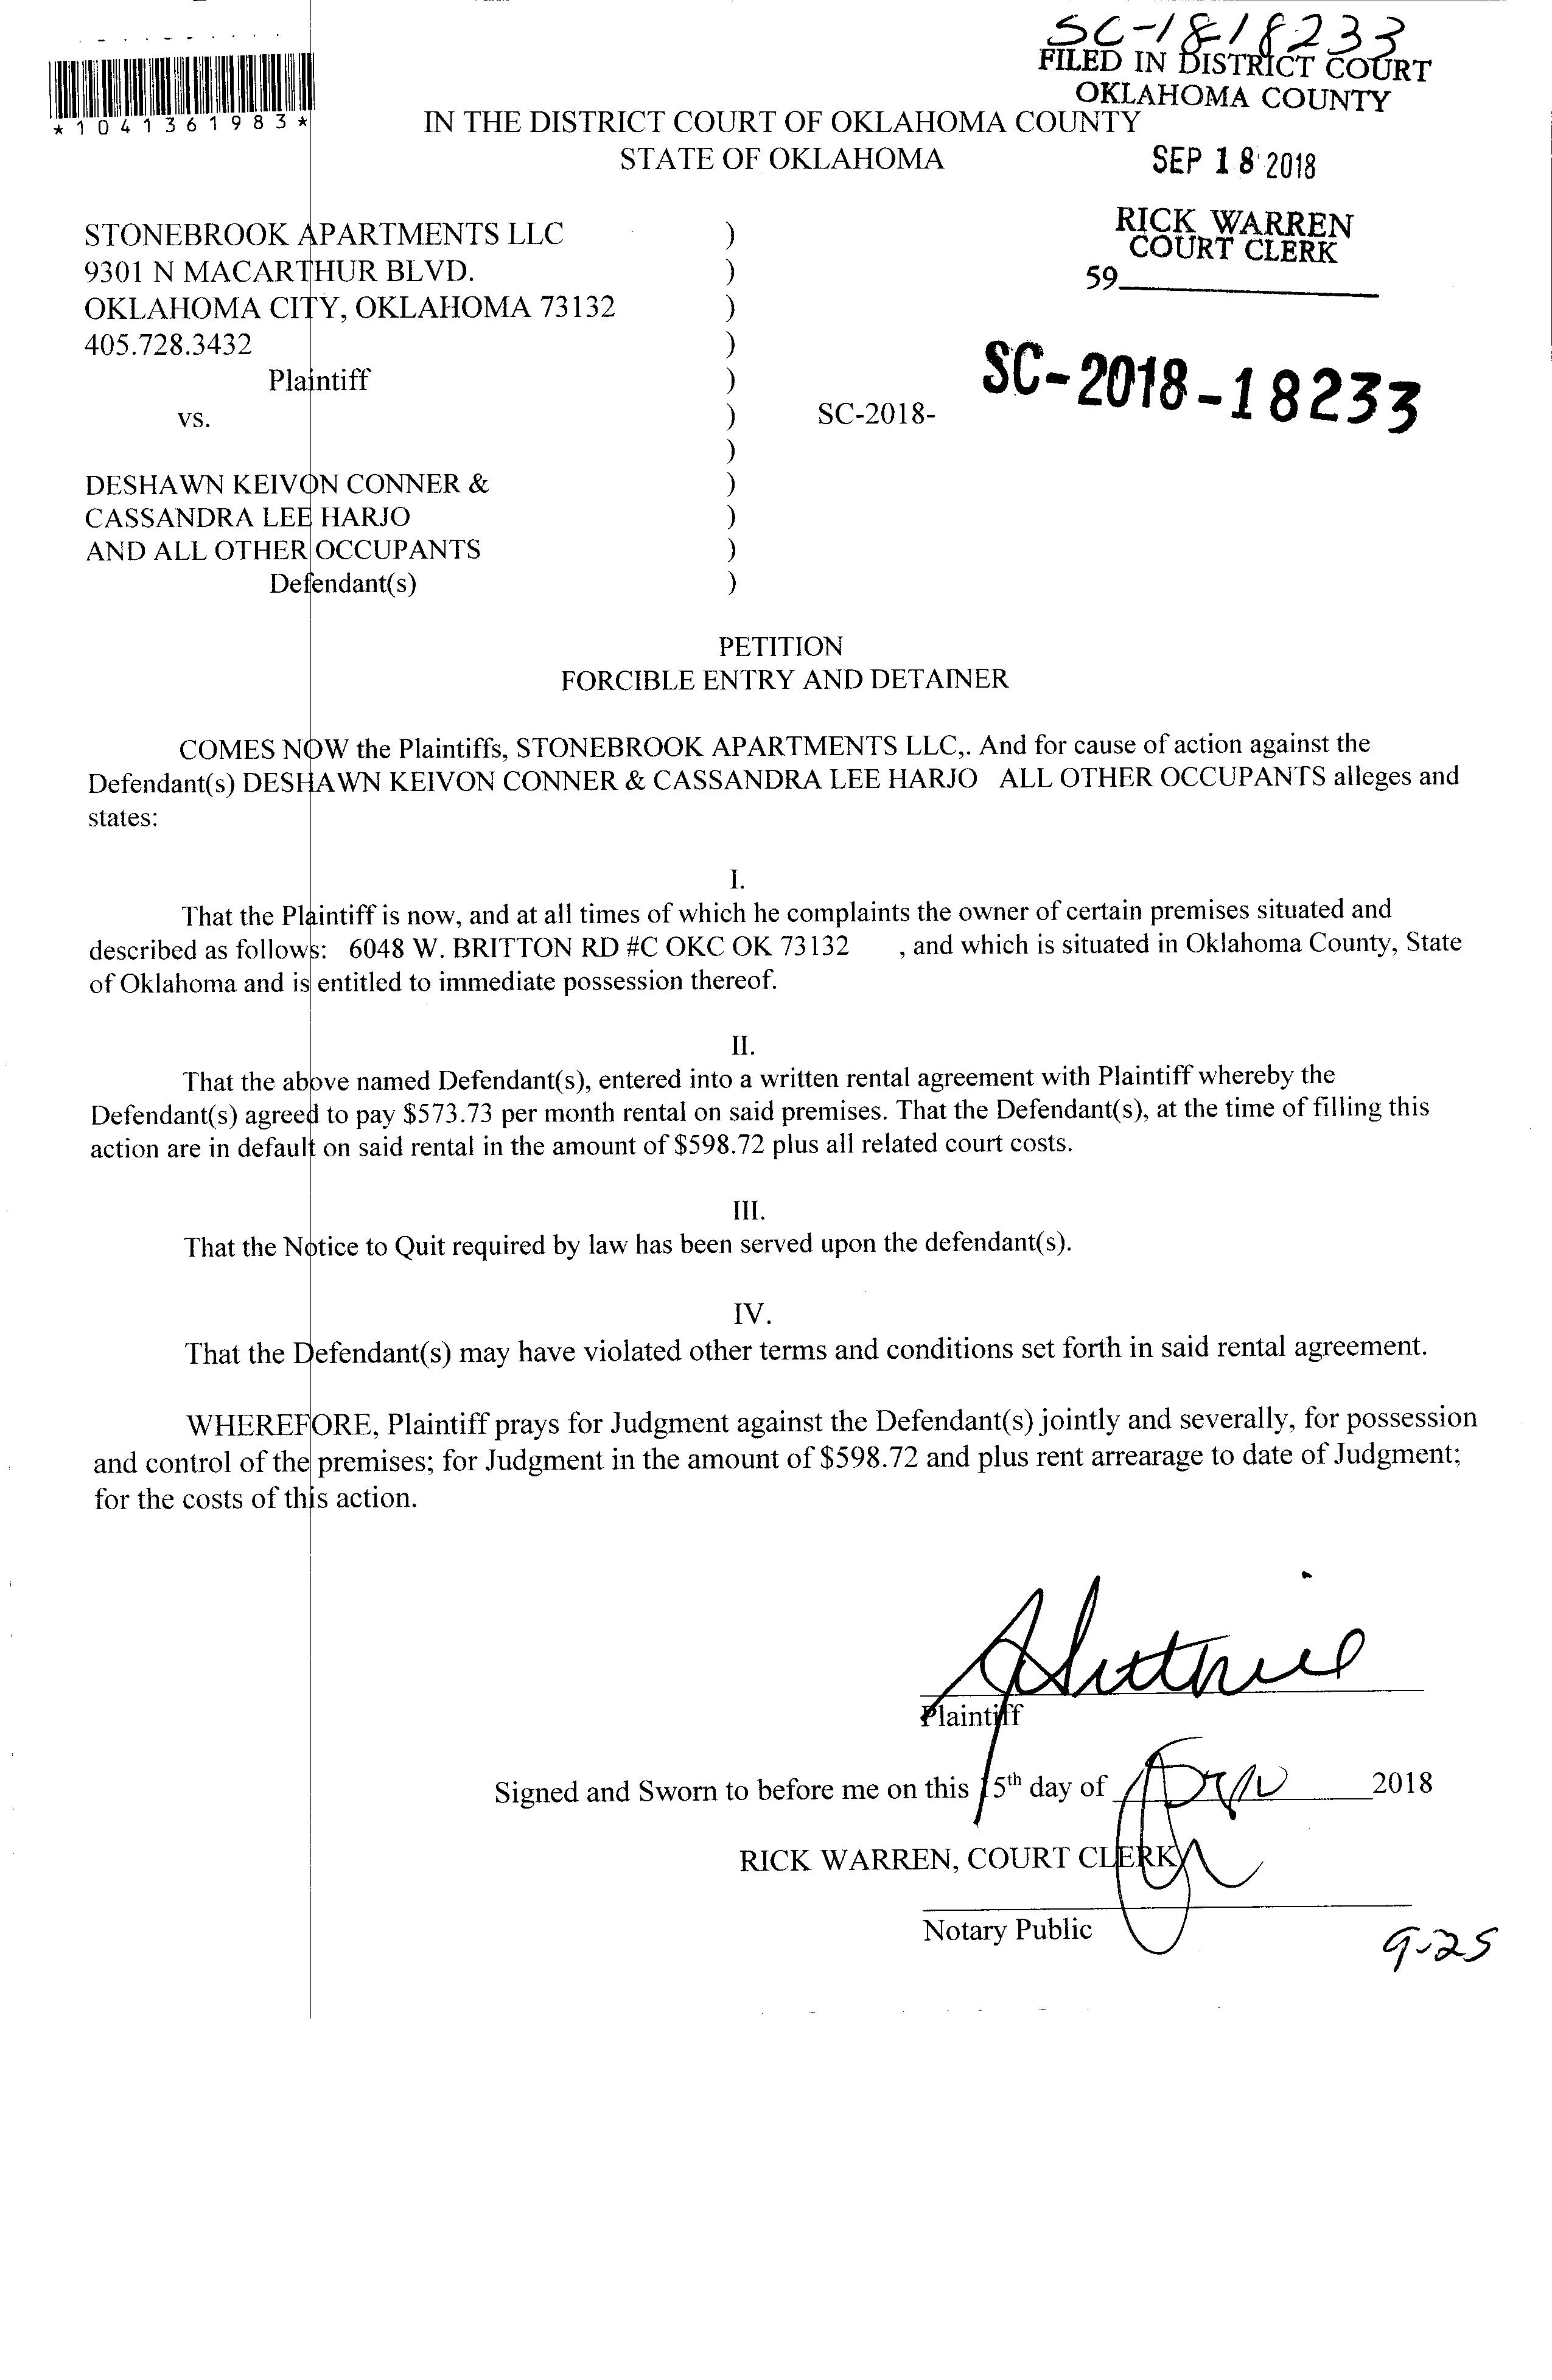 SC-1818233
FILED IN DISTRICT COURT
OKLAHOMA COUNTY
*1041361983*
IN THE DISTRICT COURT OF OKLAHOMA COUNTY
STATE OF OKLAHOMA
SEP 18 2018
STONEBROOK APARTMENTS LLC )
RICK WARREN
COURT CLERK
9301 N MACARTHUR BLVD. )
59
OKLAHOMA CITY, OKLAHOMA 73132 )
405.728.3432 )
Plaintiff )
SC-2018-18233
vs. ) SC-2018-
)
DESHAWN KEIVON CONNER & )
CASSANDRA LEE HARJO )
AND ALL OTHER OCCUPANTS )
Defendant(s) )
PETITION
FORCIBLE ENTRY AND DETAINER
COMES NOW the Plaintiffs, STONEBROOK APARTMENTS LLC,. And for cause of action against the
Defendant(s) DESHAWN KEIVON CONNER & CASSANDRA LEE HARJO ALL OTHER OCCUPANTS alleges and
states:
I.
That the Plaintiff is now, and at all times of which he complaints the owner of certain premises situated and
described as follows: 6048 W. BRITTON RD #C OKC OK 73132 , and which is situated in Oklahoma County, State
of Oklahoma and is entitled to immediate possession thereof.
II.
That the above named Defendant(s), entered into a written rental agreement with Plaintiff whereby the
Defendant(s) agreed to pay $573.73 per month rental on said premises. That the Defendant(s), at the time of filling this
action are in default on said rental in the amount of $598.72 plus all related court costs.
III.
That the Notice to Quit required by law has been served upon the defendant(s).
IV.
That the Defendant(s) may have violated other terms and conditions set forth in said rental agreement.
WHEREFORE, Plaintiff prays for Judgment against the Defendant(s) jointly and severally, for possession
and control of the premises; for Judgment in the amount of $598.72 and plus rent arrearage to date of Judgment;
for the costs of this action.
Plaintiff
Signed and Sworn to before me on this 15th day of 2018
RICK WARREN, COURT CLERK
Notary Public
9-25